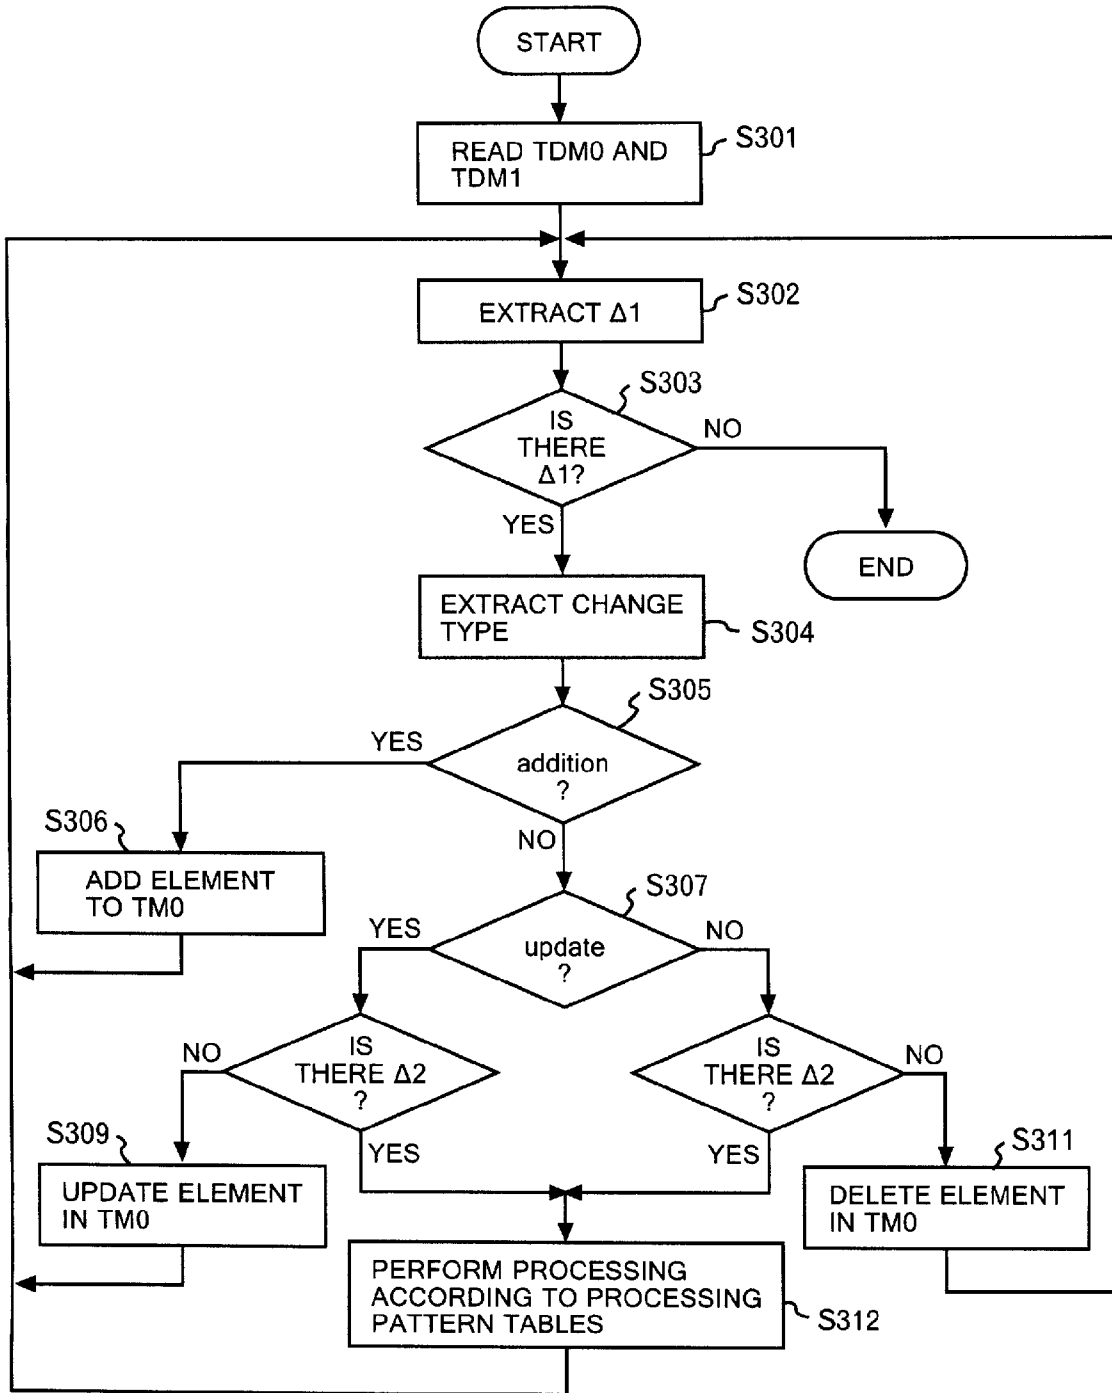 START
READ TDM0 AND
TDM1
S301
EXTRACT Δ1
S302
S303
IS
THERE
Δ1?
NO
YES
END
EXTRACT CHANGE
TYPE
S304
S305
YES
addition
?
NO
S306
ADD ELEMENT
TO TM0
S307
YES
update
?
NO
IS
THERE Δ2
?
NO
YES
IS
THERE Δ2
?
NO
YES
S309
UPDATE ELEMENT
IN TM0
S311
DELETE ELEMENT
IN TM0
PERFORM PROCESSING
ACCORDING TO PROCESSING
PATTERN TABLES
S312